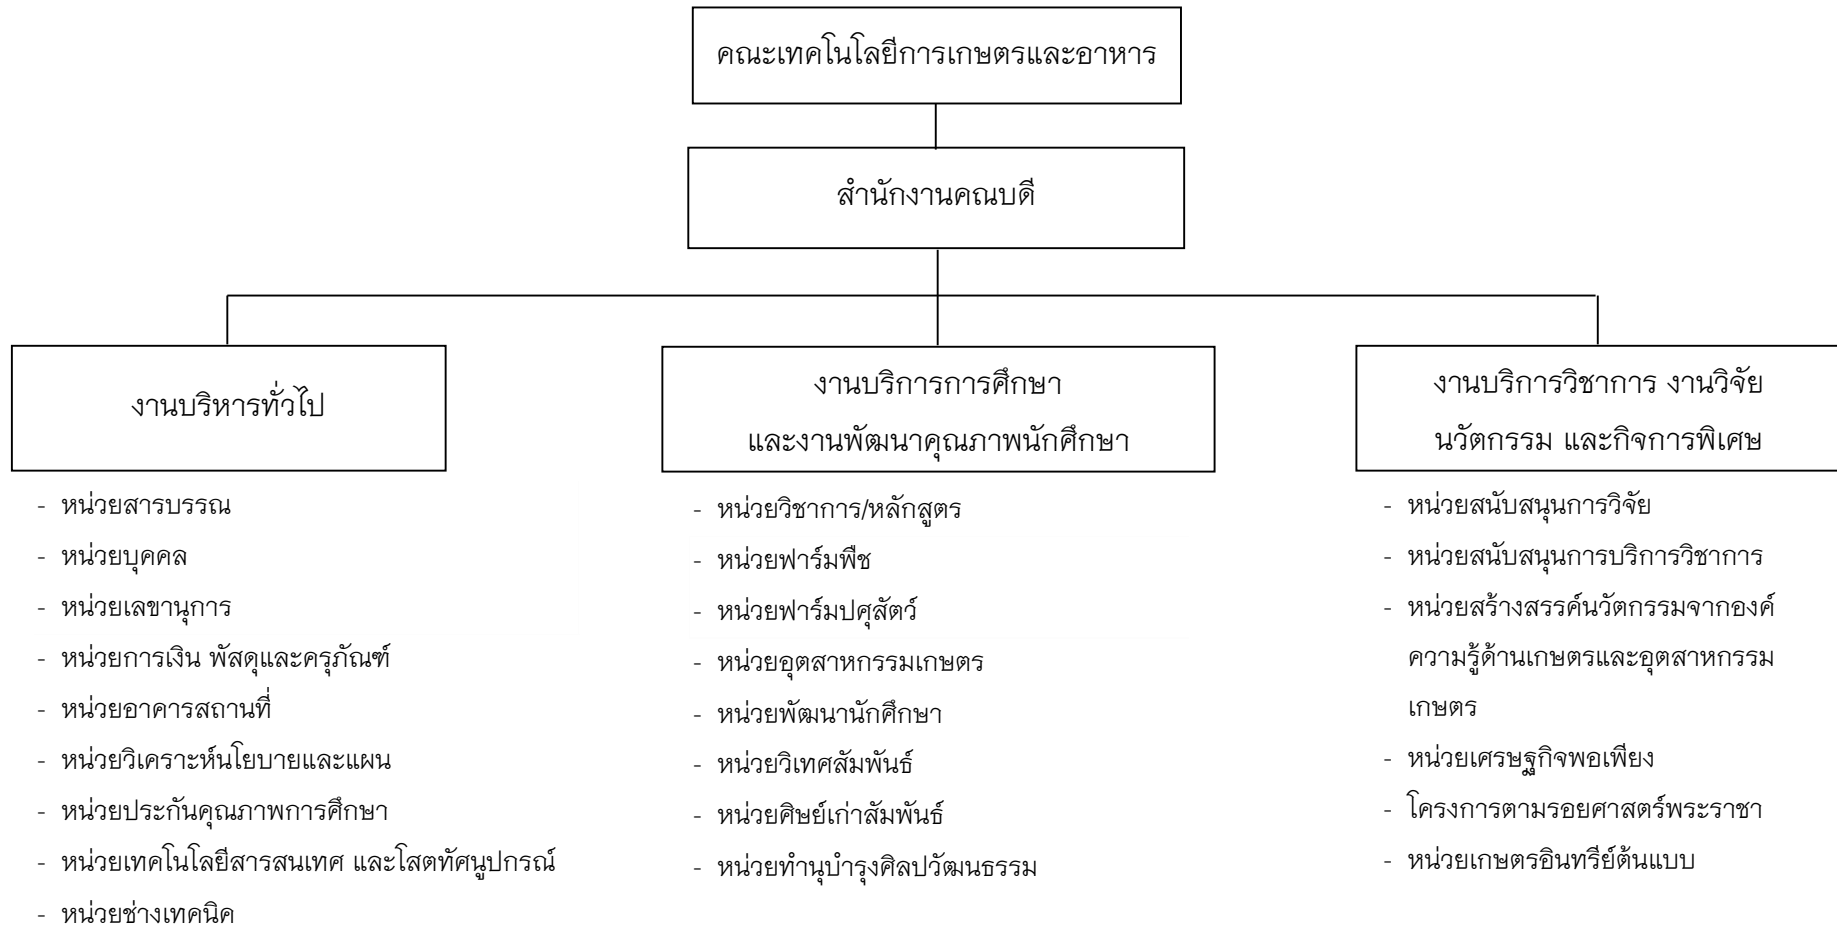 คณะเทคโนโลยีการเกษตรและอาหาร
สำนักงานคณบดี
งานบริหารทั่วไป
- หน่วยสารบรรณ
- หน่วยบุคคล
- หน่วยเลขานุการ
- หน่วยการเงิน พัสดุและครุภัณฑ์
- หน่วยอาคารสถานที่
- หน่วยวิเคราะห์นโยบายและแผน
- หน่วยประกันคุณภาพการศึกษา
- หน่วยเทคโนโลยีสารสนเทศ และโสตทัศนูปกรณ์
- หน่วยช่างเทคนิค
งานบริการการศึกษา
และงานพัฒนาคุณภาพนักศึกษา
- หน่วยวิชาการ/หลักสูตร
- หน่วยฟาร์มพืช
- หน่วยฟาร์มปศุสัตว์
- หน่วยอุตสาหกรรมเกษตร
- หน่วยพัฒนานักศึกษา
- หน่วยวิเทศสัมพันธ์
- หน่วยศิษย์เก่าสัมพันธ์
- หน่วยทำนุบำรุงศิลปวัฒนธรรม
งานบริการวิชาการ งานวิจัย
นวัตกรรม และกิจการพิเศษ
- หน่วยสนับสนุนการวิจัย
- หน่วยสนับสนุนการบริการวิชาการ
- หน่วยสร้างสรรค์นวัตกรรมจากองค์
ความรู้ด้านเกษตรและอุตสาหกรรม
เกษตร
- หน่วยเศรษฐกิจพอเพียง
- โครงการตามรอยศาสตร์พระราชา
- หน่วยเกษตรอินทรีย์ต้นแบบ